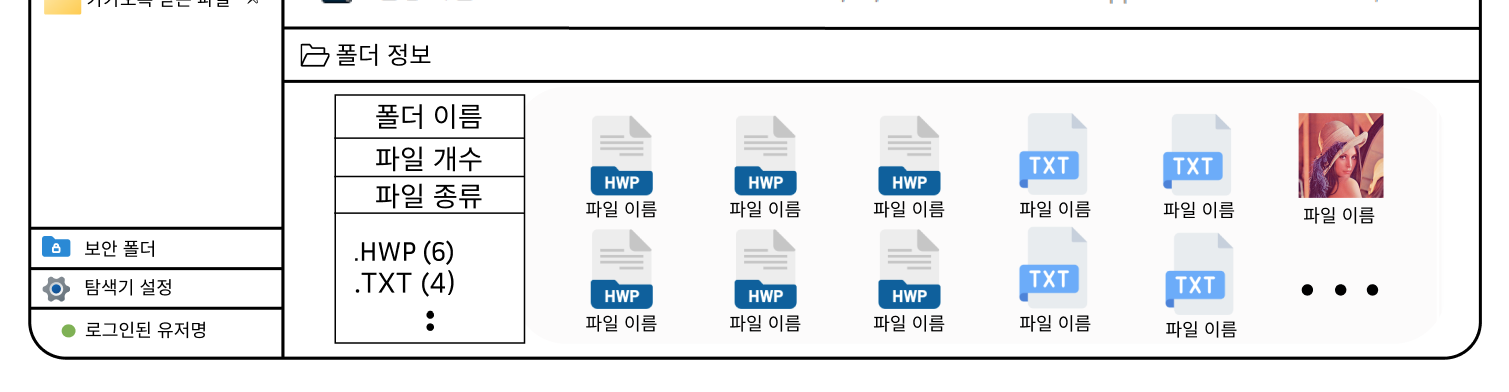 폴더 정보
폴더 이름
파일 개수
파일 종류
.HWP (6)
.TXT (4)
HWP HWP HWP TXT TXT
파일 이름 파일 이름 파일 이름 파일 이름 파일 이름 파일 이름
HWP HWP HWP TXT TXT
파일 이름 파일 이름 파일 이름 파일 이름 파일 이름
보안 폴더
탐색기 설정
로그인된 유저명